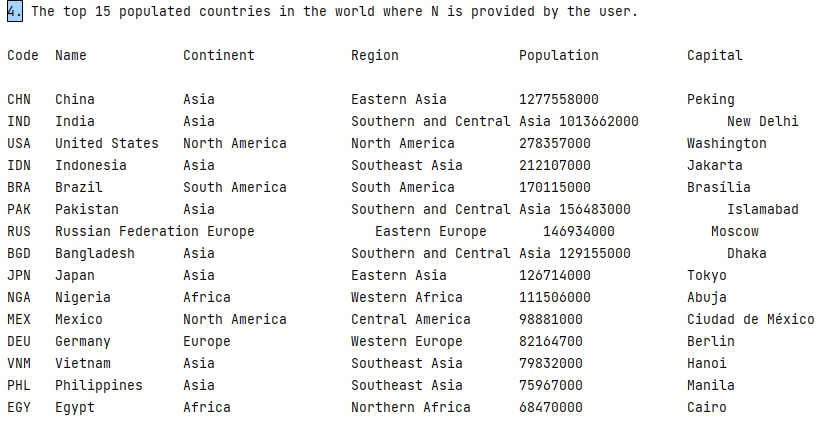 4. The top 15 populated countries in the world where N is provided by the user.
Code Name Continent Region Population Capital
CHN China Asia Eastern Asia 1277558000 Peking
IND India Asia Southern and Central Asia 1013662000 New Delhi
USA United States North America North America 278357000 Washington
IDN Indonesia Asia Southeast Asia 212107000 Jakarta
BRA Brazil South America South America 170115000 Brasília
PAK Pakistan Asia Southern and Central Asia 156483000 Islamabad
RUS Russian Federation Europe Eastern Europe 146934000 Moscow
BGD Bangladesh Asia Southern and Central Asia 129155000 Dhaka
JPN Japan Asia Eastern Asia 126714000 Tokyo
NGA Nigeria Africa Western Africa 111506000 Abuja
MEX Mexico North America Central America 98881000 Ciudad de México
DEU Germany Europe Western Europe 82164700 Berlin
VNM Vietnam Asia Southeast Asia 79832000 Hanoi
PHL Philippines Asia Southeast Asia 75967000 Manila
EGY Egypt Africa Northern Africa 68470000 Cairo